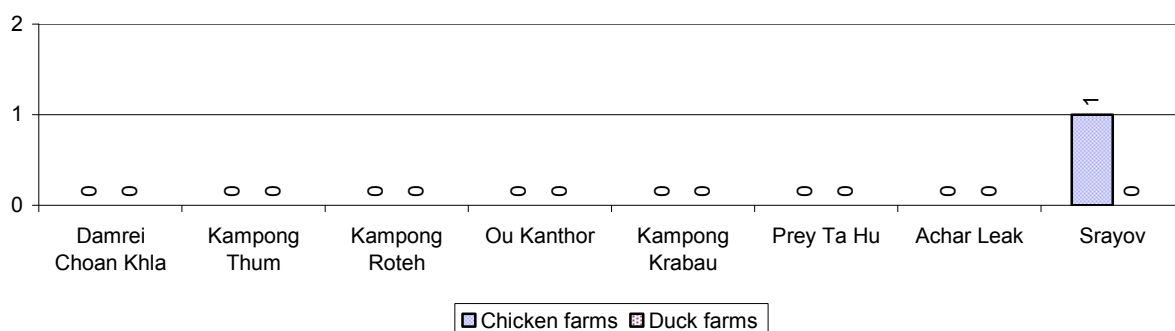 2
1
0
1
0 0 0 0 0 0 0 0 0 0 0 0 0 0 0
Damrei Choan Khla
Kampong Thum
Kampong Roteh
Ou Kanthor
Kampong Krabau
Prey Ta Hu
Achar Leak
Srayov
Chicken farms Duck farms